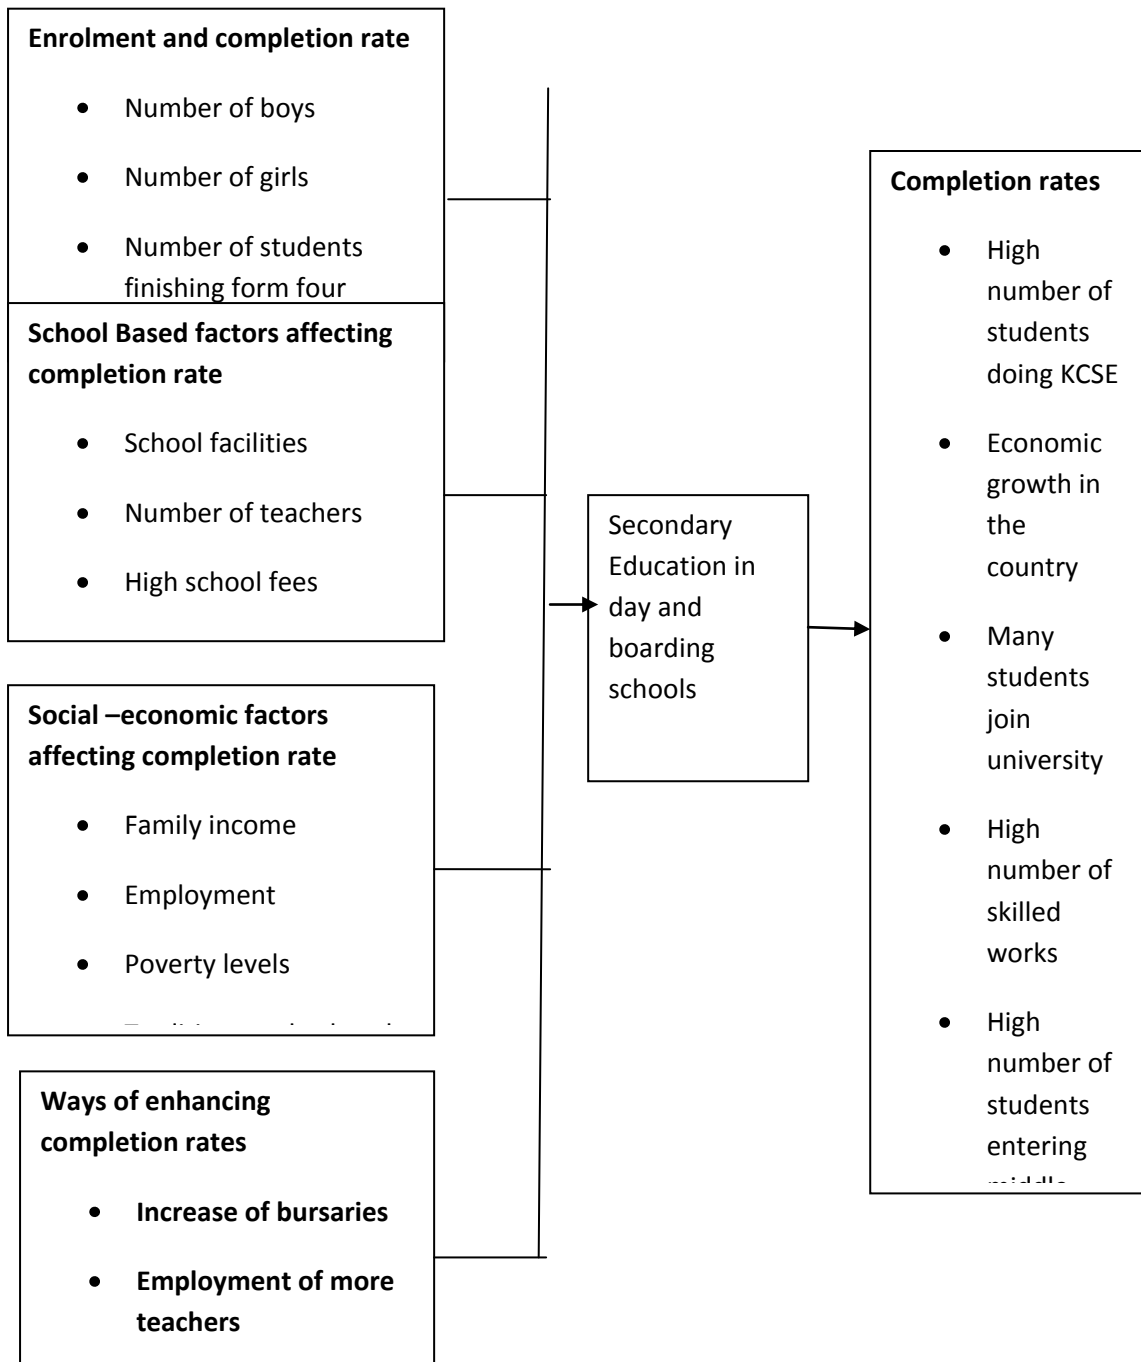 Enrolment and completion rate
• Number of boys
• Number of girls
• Number of students
finishing form four
School Based factors affecting
completion rate
• School facilities
• Number of teachers
• High school fees
Social –economic factors
affecting completion rate
• Family income
• Employment
• Poverty levels
Ways of enhancing
completion rates
• Increase of bursaries
• Employment of more
teachers
Secondary
Education in
day and
boarding
schools
Completion rates
• High
number of
students
doing KCSE
• Economic
growth in
the
country
• Many
students
join
university
• High
number of
skilled
works
• High
number of
students
entering